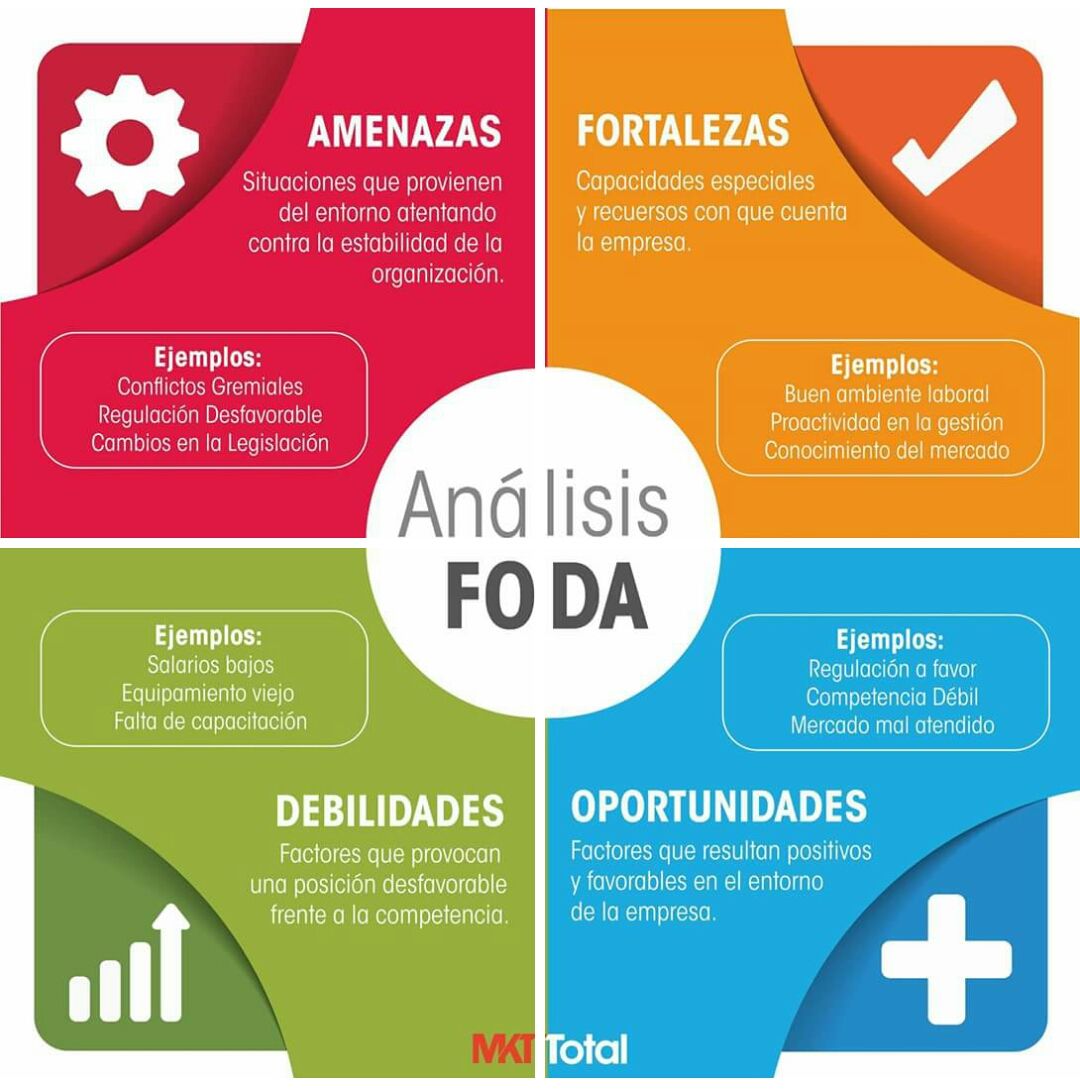 AMENAZAS
Situaciones que provienen
del entorno atentando
contra la estabilidad de la
organización.
Ejemplos:
Conflictos Gremiales
Regulación Desfavorable
Cambios en la Legislación
FORTALEZAS
Capacidades especiales
y recuersos con que cuenta
la empresa.
Ejemplos:
Buen ambiente laboral
Proactividad en la gestión
Conocimiento del mercado
Análisis
FODA
Ejemplos:
Salarios bajos
Equipamiento viejo
Falta de capacitación
DEBILIDADES
Factores que provocan
una posición desfavorable
frente a la competencia.
Ejemplos:
Regulación a favor
Competencia Débil
Mercado mal atendido
OPORTUNIDADES
Factores que resultan positivos
y favorables en el entorno
de la empresa.
MKT Total